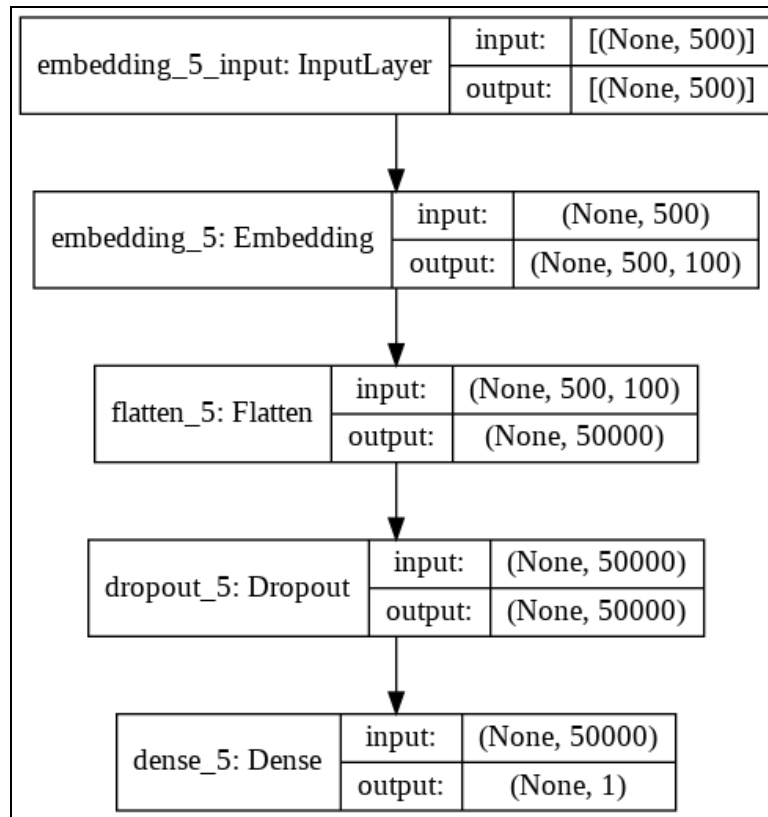 embedding_5_input: InputLayer
input: [(None, 500)]
output: [(None, 500)]
embedding_5: Embedding
input: (None, 500)
output: (None, 500, 100)
flatten_5: Flatten
input: (None, 500, 100)
output: (None, 50000)
dropout_5: Dropout
input: (None, 50000)
output: (None, 50000)
dense_5: Dense
input: (None, 50000)
output: (None, 1)